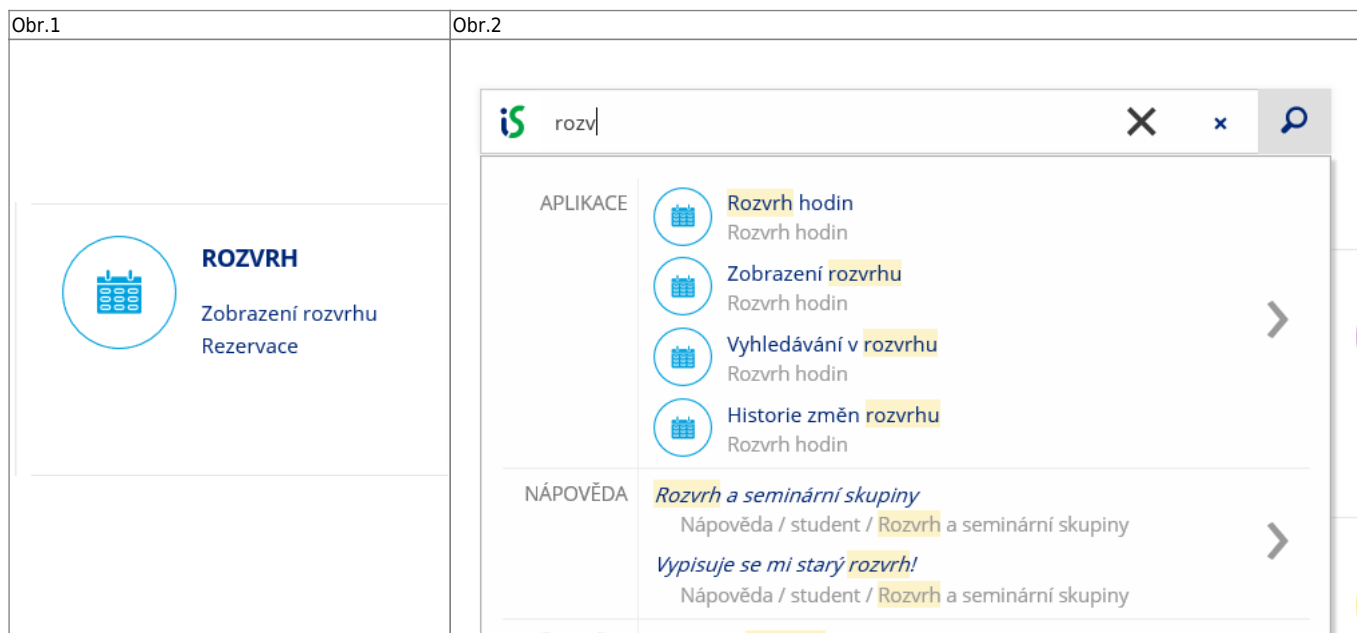 Obr.1
Obr.2
ROZVRH
Zobrazení rozvrhu
Rezervace
iS rozv
APLIKACE
Rozvrh hodin
Rozvrh hodin
Zobrazení rozvrhu
Rozvrh hodin
Vyhledávání v rozvrhu
Rozvrh hodin
Historie změn rozvrhu
Rozvrh hodin
NÁPOVĚDA
Rozvrh a seminární skupiny
Nápověda / student / Rozvrh a seminární skupiny
Vypisuje se mi starý rozvrh!
Nápověda / student / Rozvrh a seminární skupiny